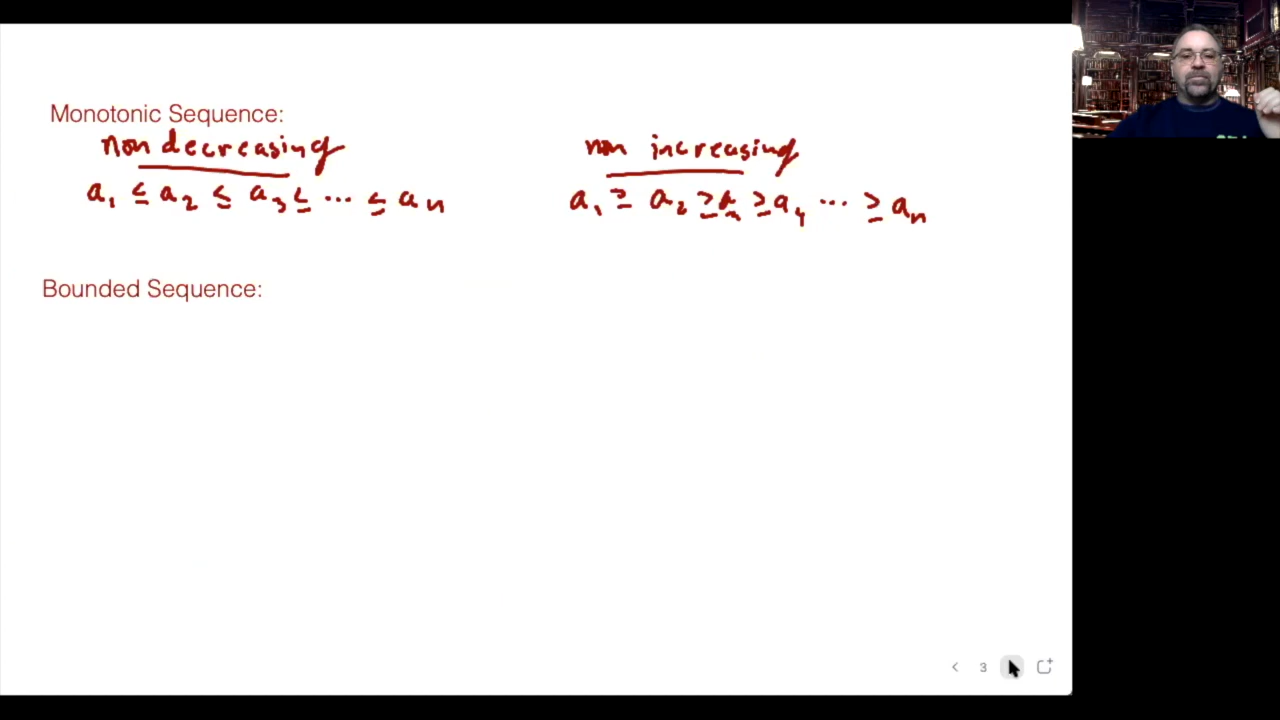 Monotonic Sequence:
non decreasing
a₁ ≤ a₂ ≤ a₃ ≤ ... ≤ aₙ
non increasing
a₁ ≥ a₂ ≥ a₃ ≥ a₄ ... ≥ aₙ
Bounded Sequence:
< 3